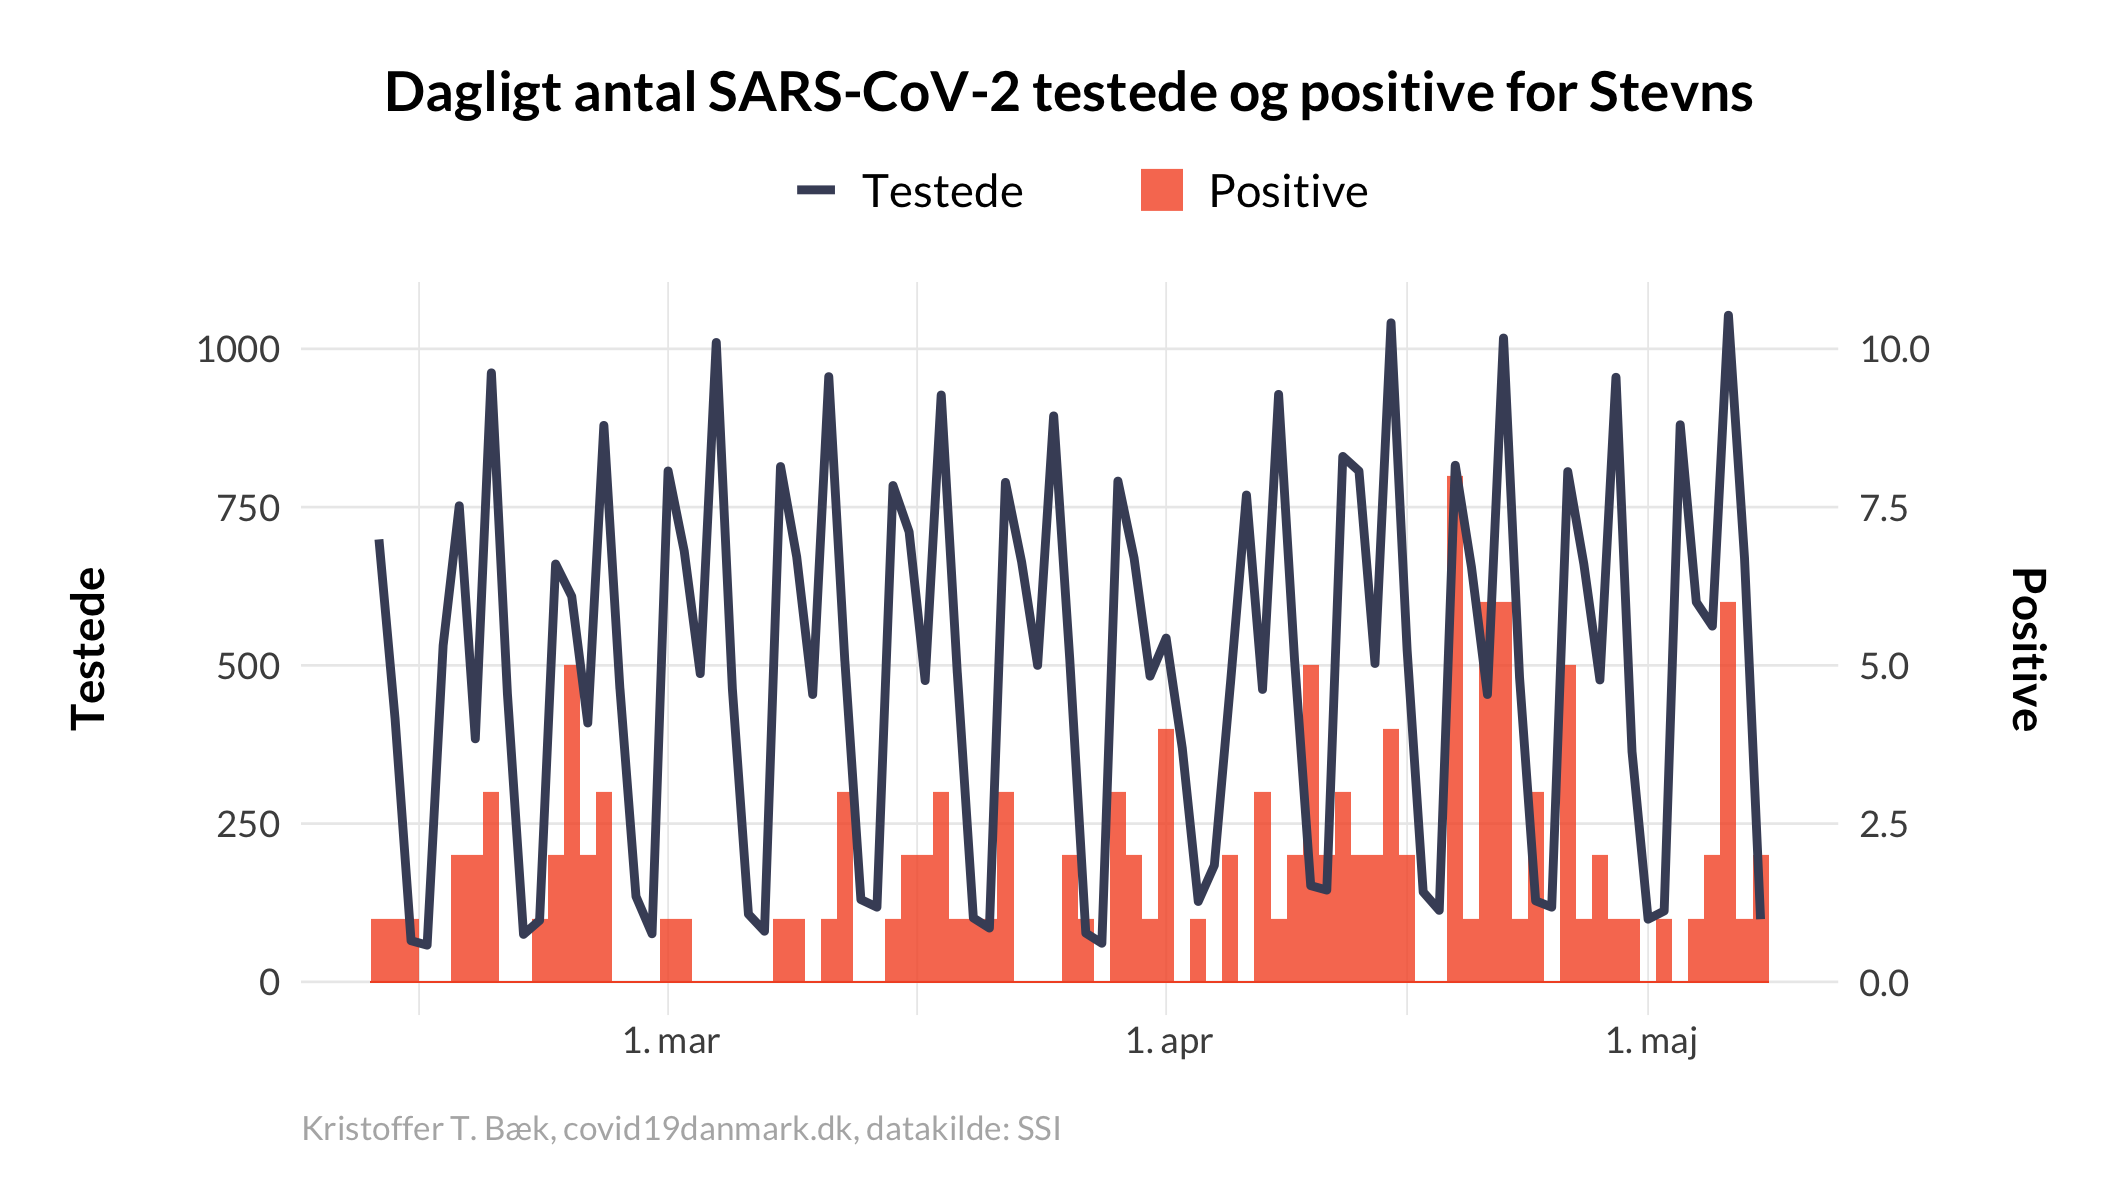 Dagligt antal SARS-CoV-2 testede og positive for Stevns
Testede Positive
1000 10.0
750 7.5
500 5.0
250 2.5
0 0.0
Testede
Positive
1. mar 1. apr 1. maj
Kristoffer T. Bæk, covid19danmark.dk, datakilde: SSI